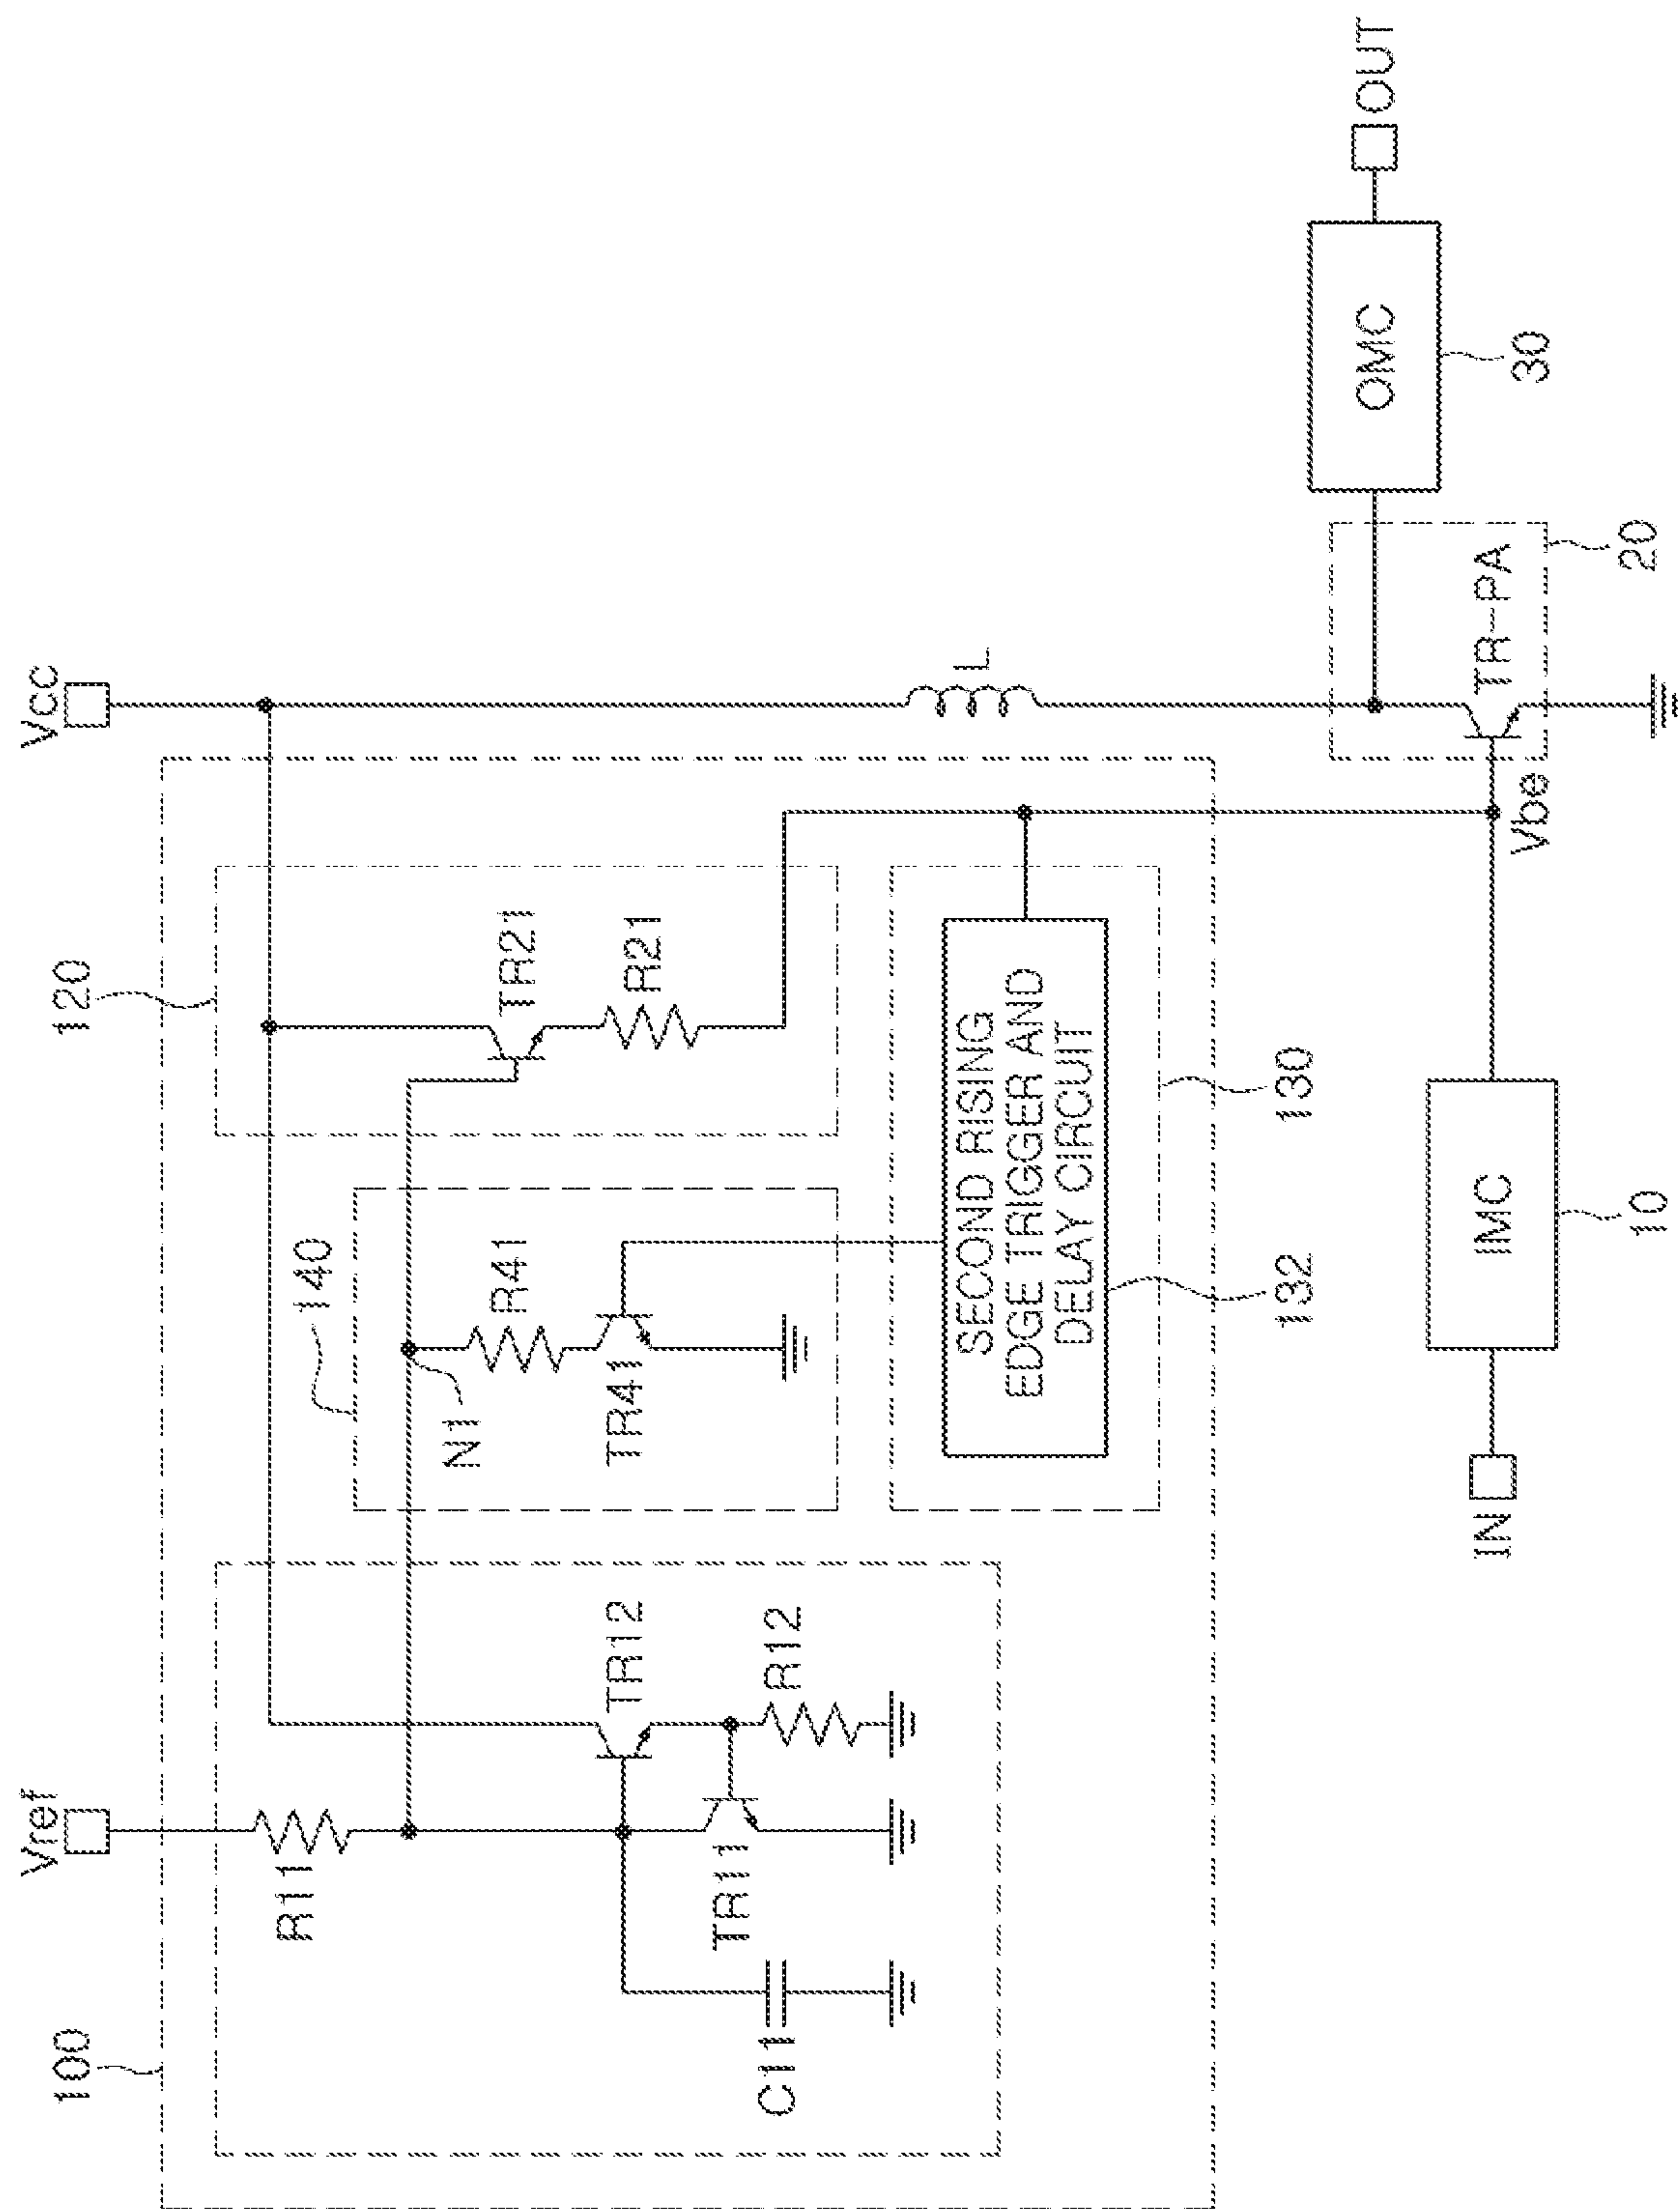 Vref
Vcc
100
120
140
R11
N1
R41
TR21
TR12
TR41
R21
L
TR11
R12
C11
SECOND RISING
EDGE TRIGGER AND
DELAY CIRCUIT
132
130
OMC
OUT
30
TR-PA
20
Vbe
IN
IMC
10